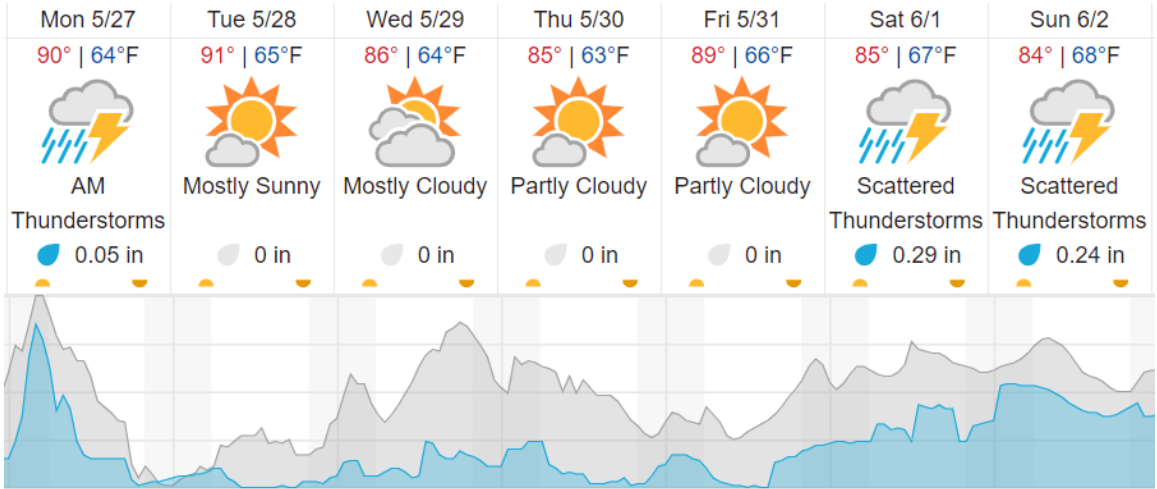 Mon 5/27 Tue 5/28 Wed 5/29 Thu 5/30 Fri 5/31 Sat 6/1 Sun 6/2
90° | 64°F 91° | 65°F 86° | 64°F 85° | 63°F 89° | 66°F 85° | 67°F 84° | 68°F
AM Mostly Sunny Mostly Cloudy Partly Cloudy Partly Cloudy Scattered Scattered
Thunderstorms Thunderstorms Thunderstorms
0.05 in 0 in 0 in 0 in 0 in 0.29 in 0.24 in